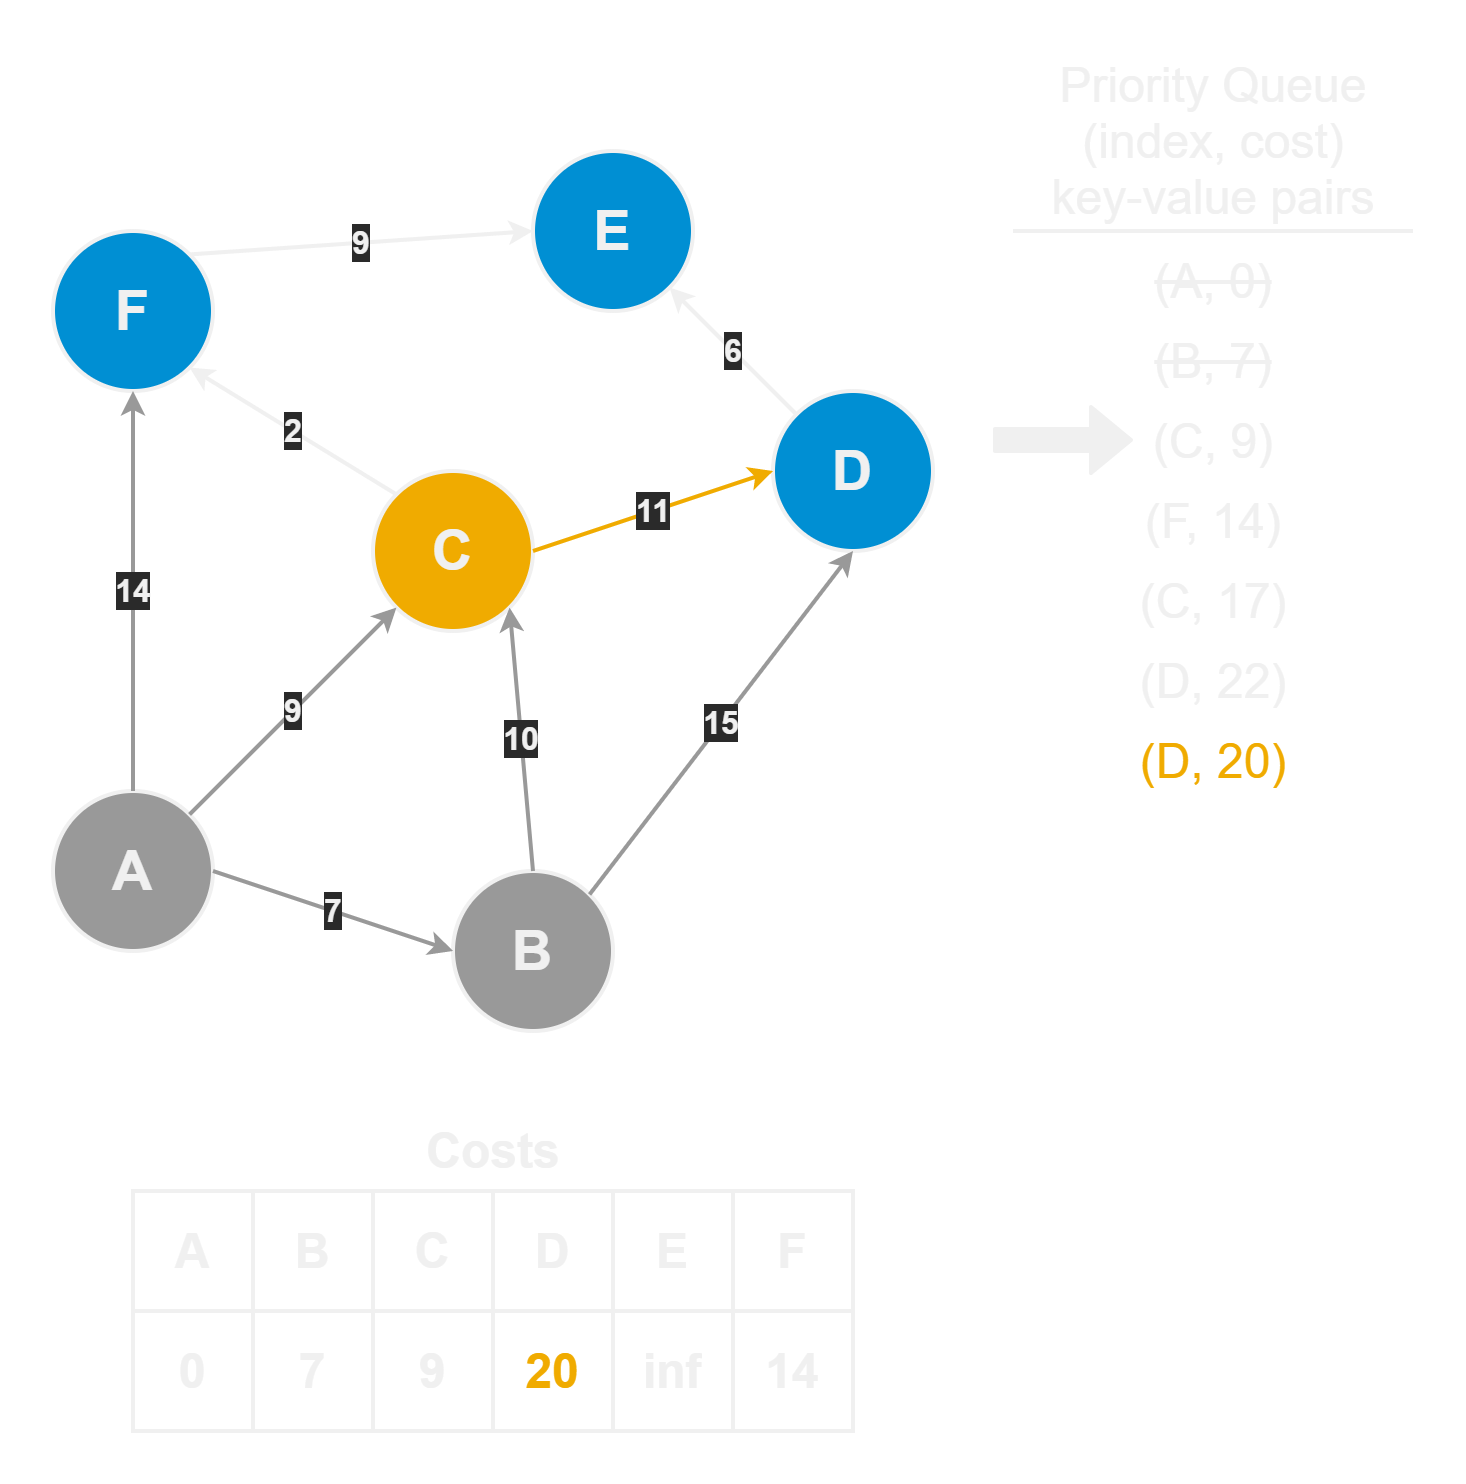 Priority Queue
(index, cost)
key-value pairs
(A, 0)
(B, 7)
(C, 9)
(F, 14)
(C, 17)
(D, 22)
(D, 20)
E
9
F
6
2
D
11
C
14
9
15
10
A
7
B
Costs
A B C D E F
0 7 9 20 inf 14